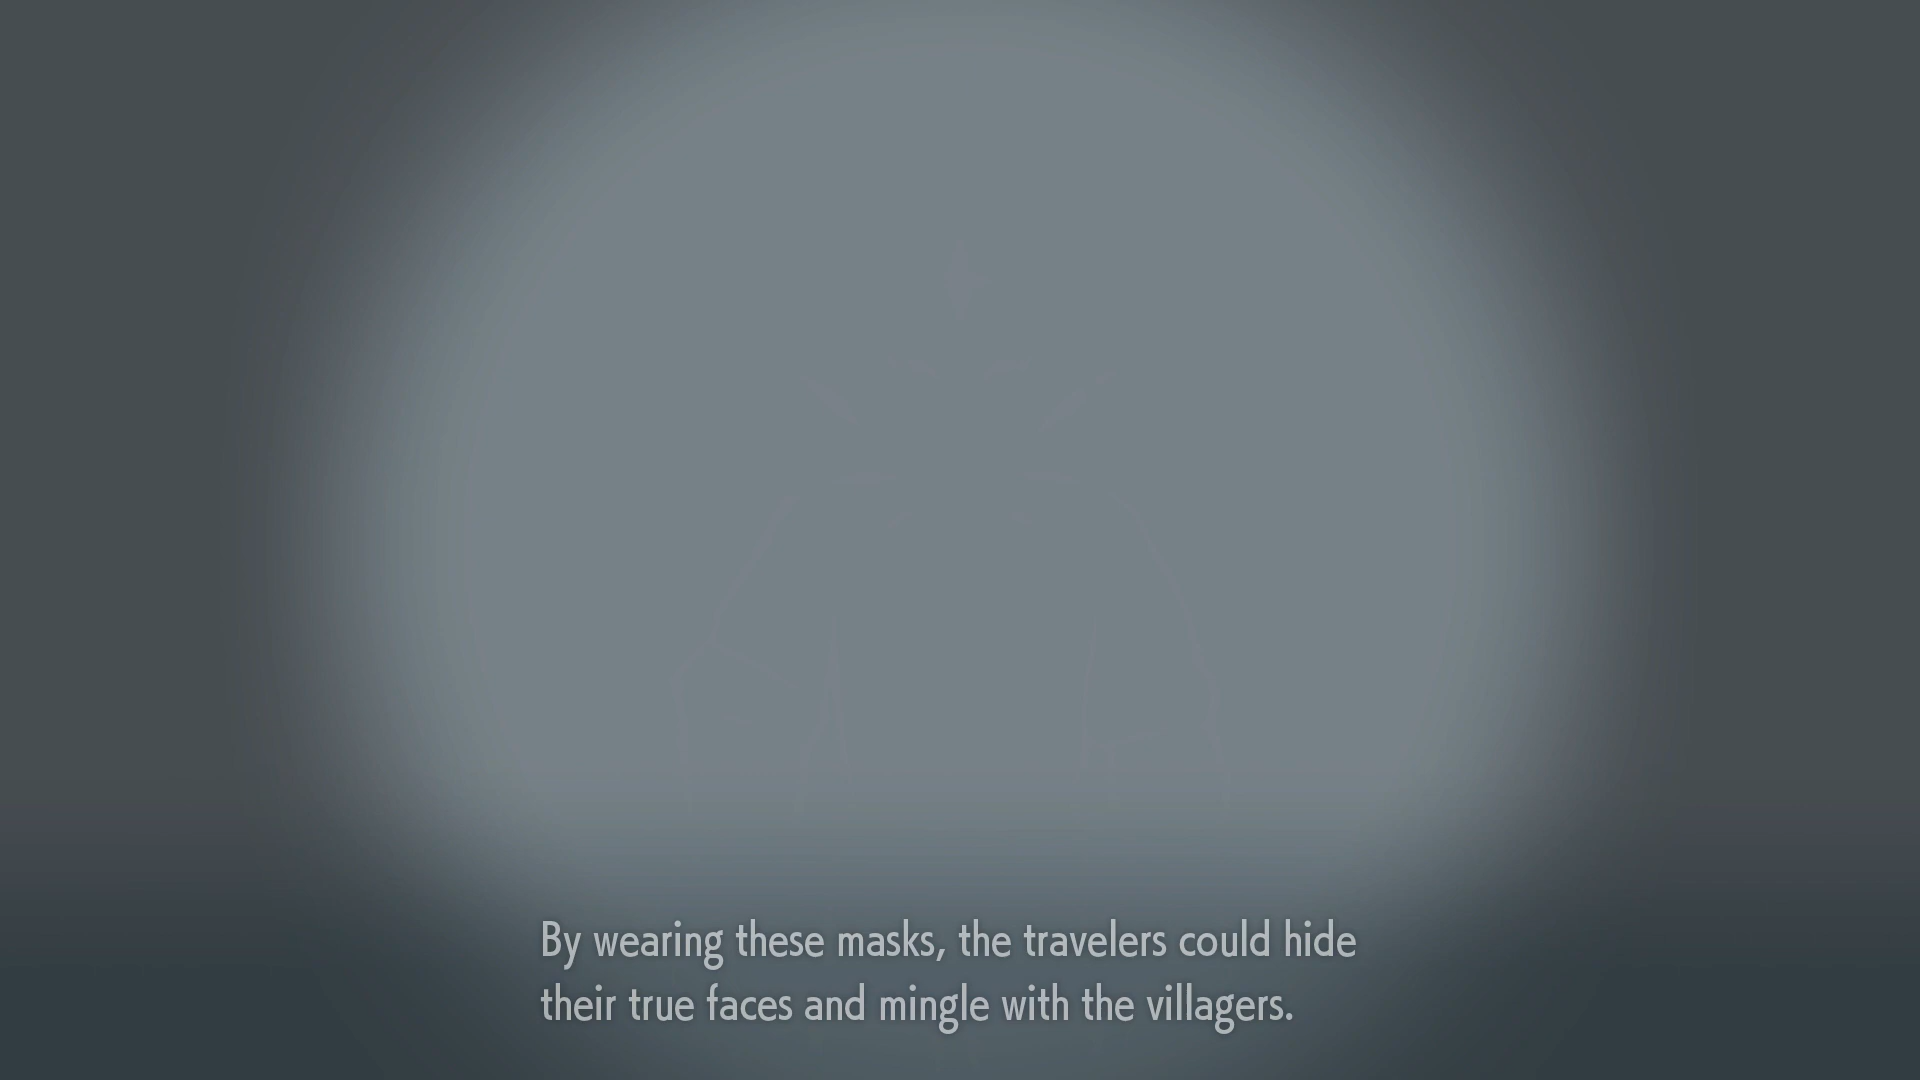 By wearing these masks, the travelers could hide
their true faces and mingle with the villagers.